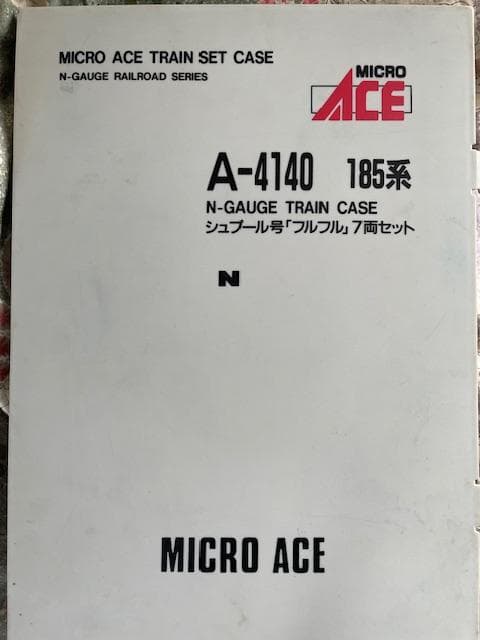 MICRO ACE TRAIN SET CASE
N-GAUGE RAILROAD SERIES
MICRO
ACE
A-4140 185系
N-GAUGE TRAIN CASE
シュプール号「フルフル」7両セット
N
MICRO ACE